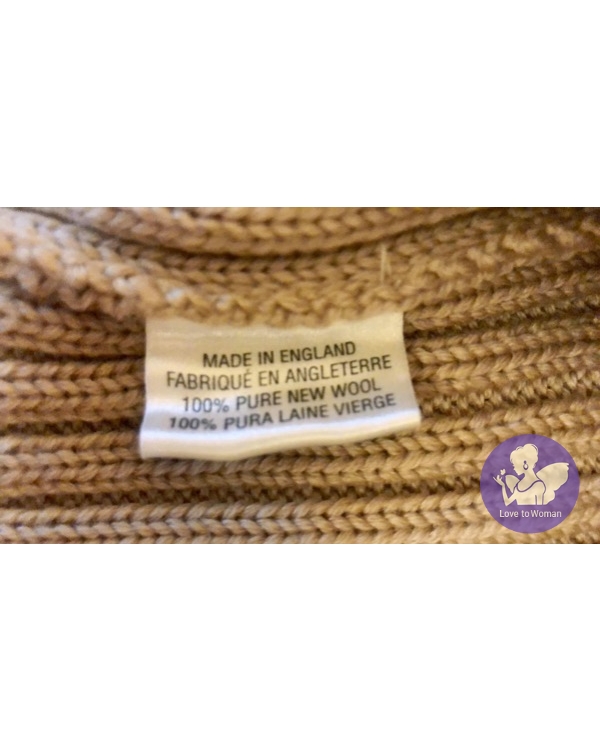 MADE IN ENGLAND
FABRIQUÉ EN ANGLETERRE
100% PURE NEW WOOL
100% PURA LAINE VIERGE
Love to Woman